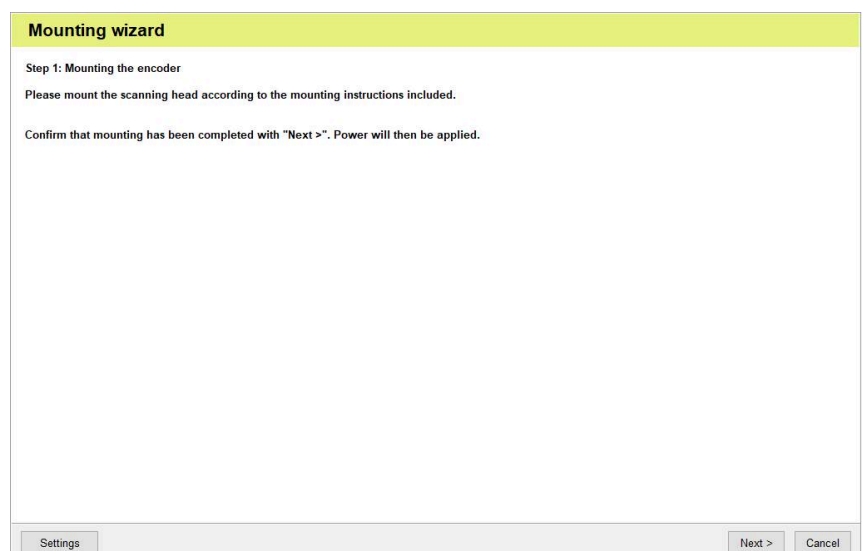 Mounting wizard
Step 1: Mounting the encoder
Please mount the scanning head according to the mounting instructions included.
Confirm that mounting has been completed with "Next >". Power will then be applied.
Settings
Next >
Cancel